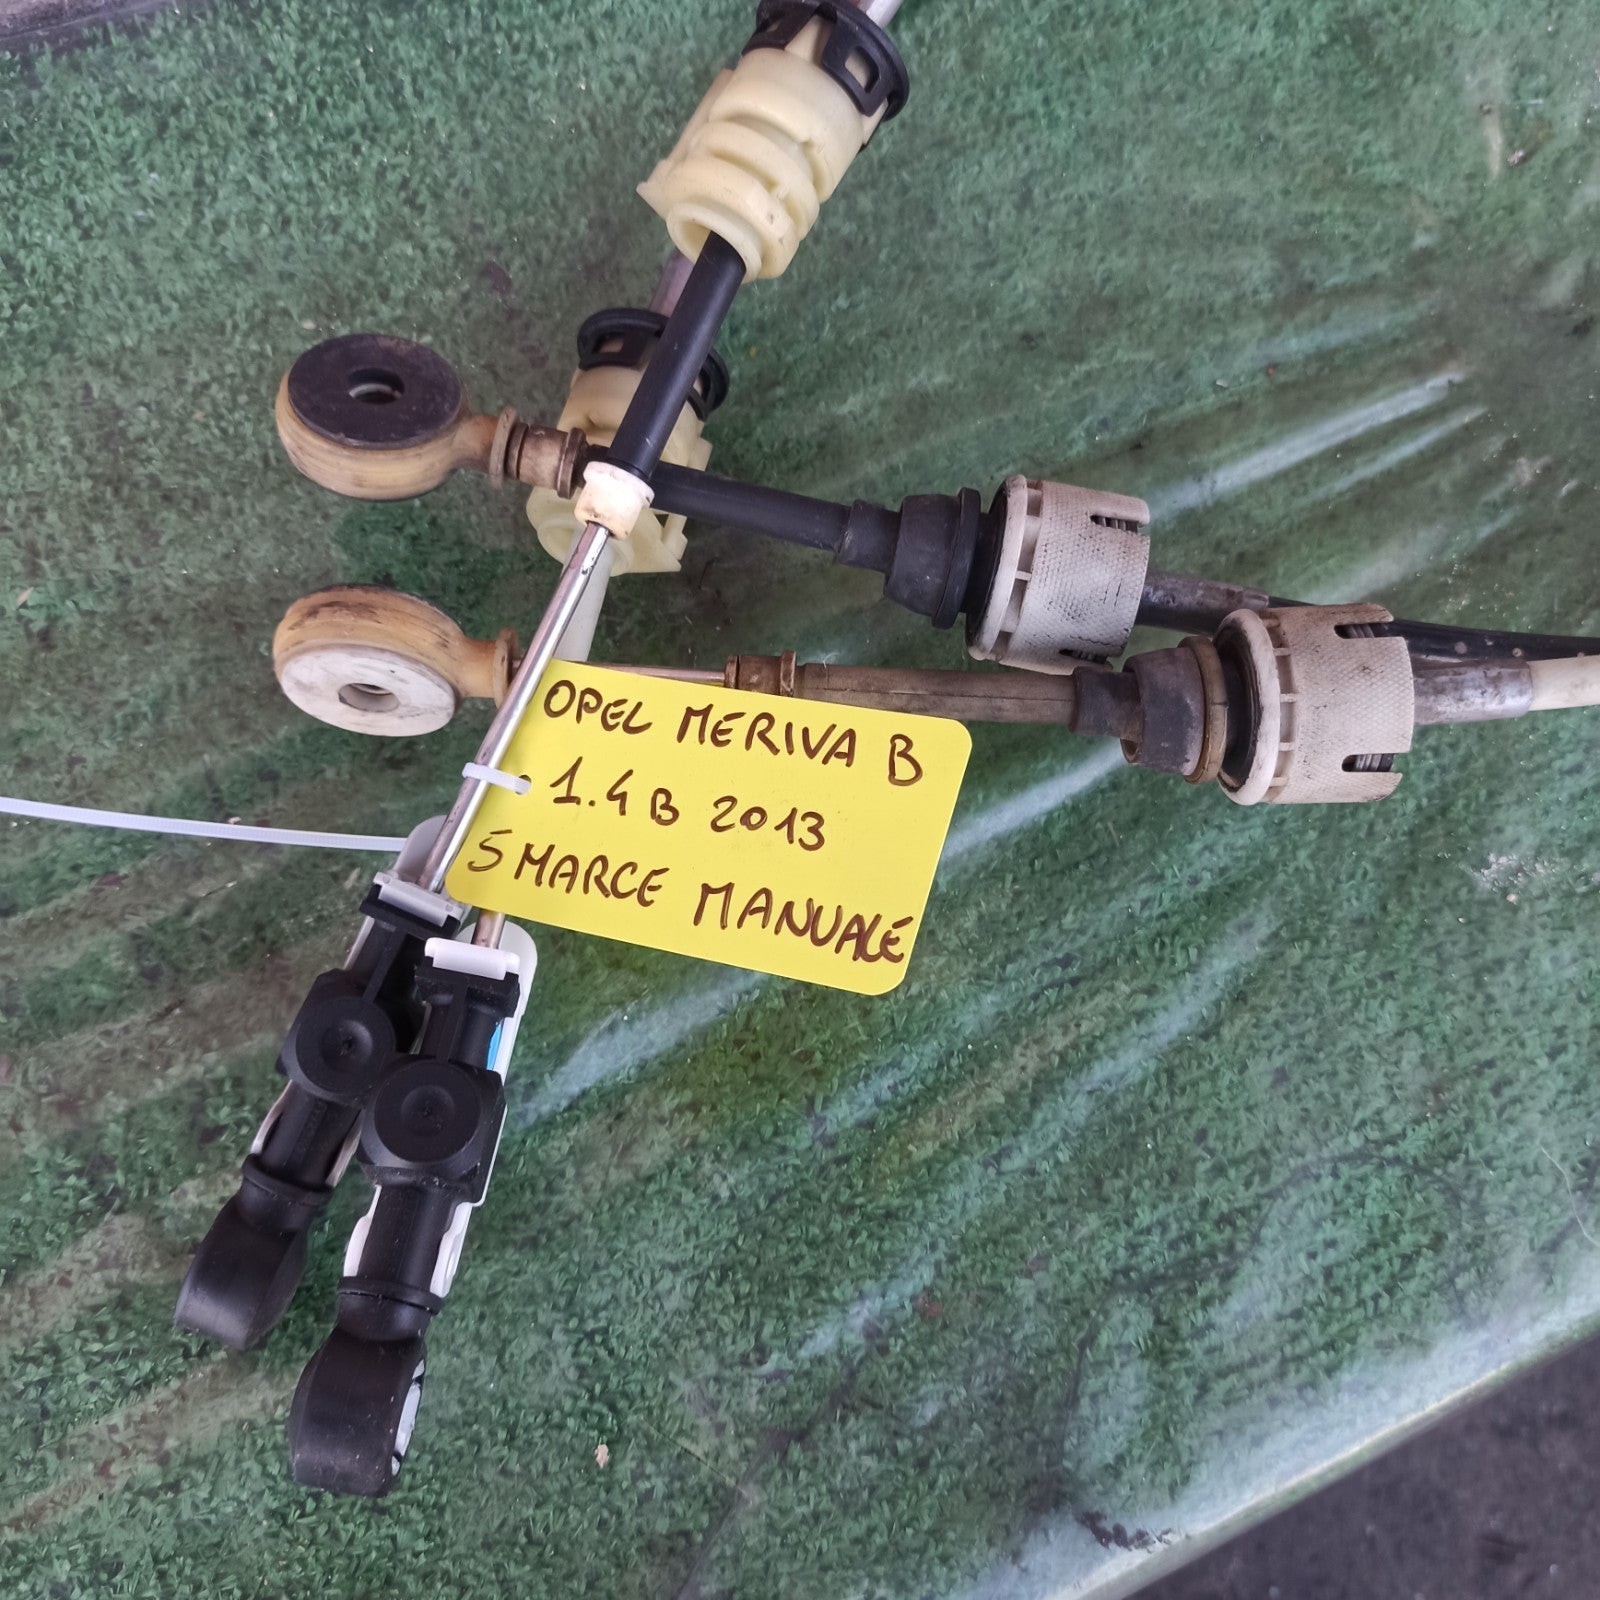 OPEL MERIVA B
1.4 B 2013
5 MARCE MANUALE